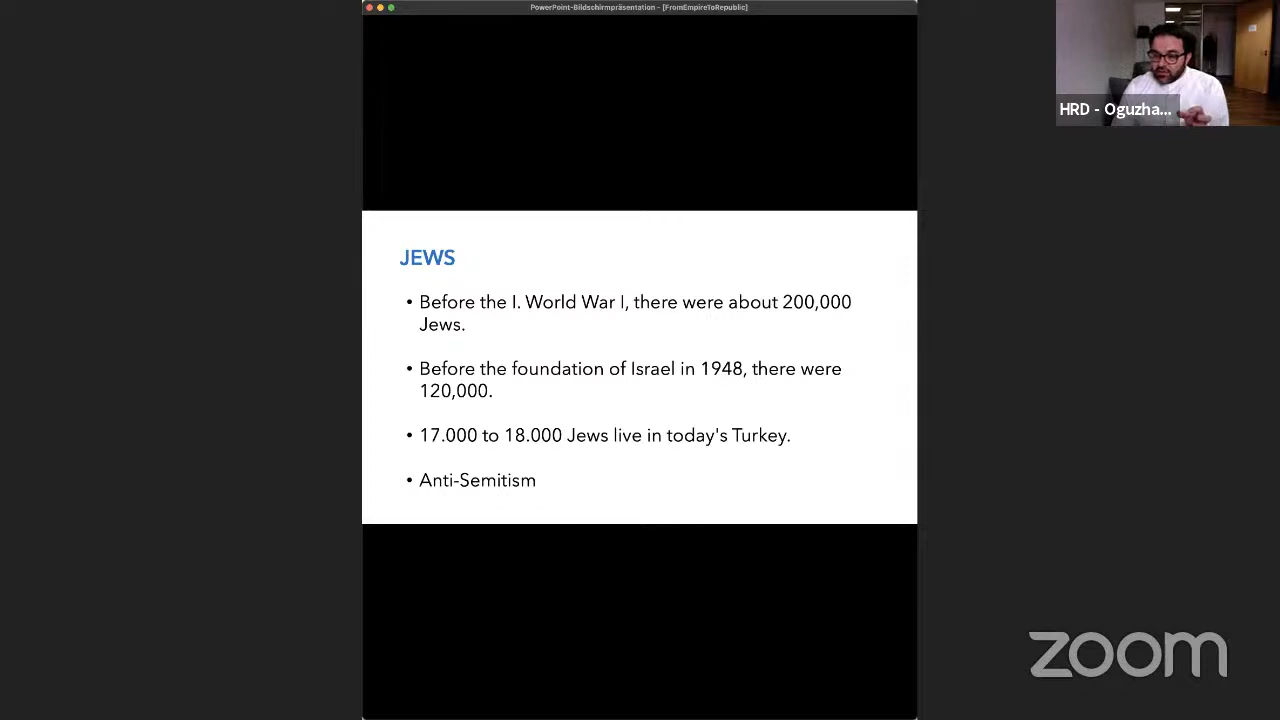 PowerPoint-Bildschirmpräsentation - [FromEmpireToRepublic]
HRD - Oguzha...
JEWS
• Before the I. World War I, there were about 200,000
Jews.
• Before the foundation of Israel in 1948, there were
120,000.
• 17.000 to 18.000 Jews live in today's Turkey.
• Anti-Semitism
zoom